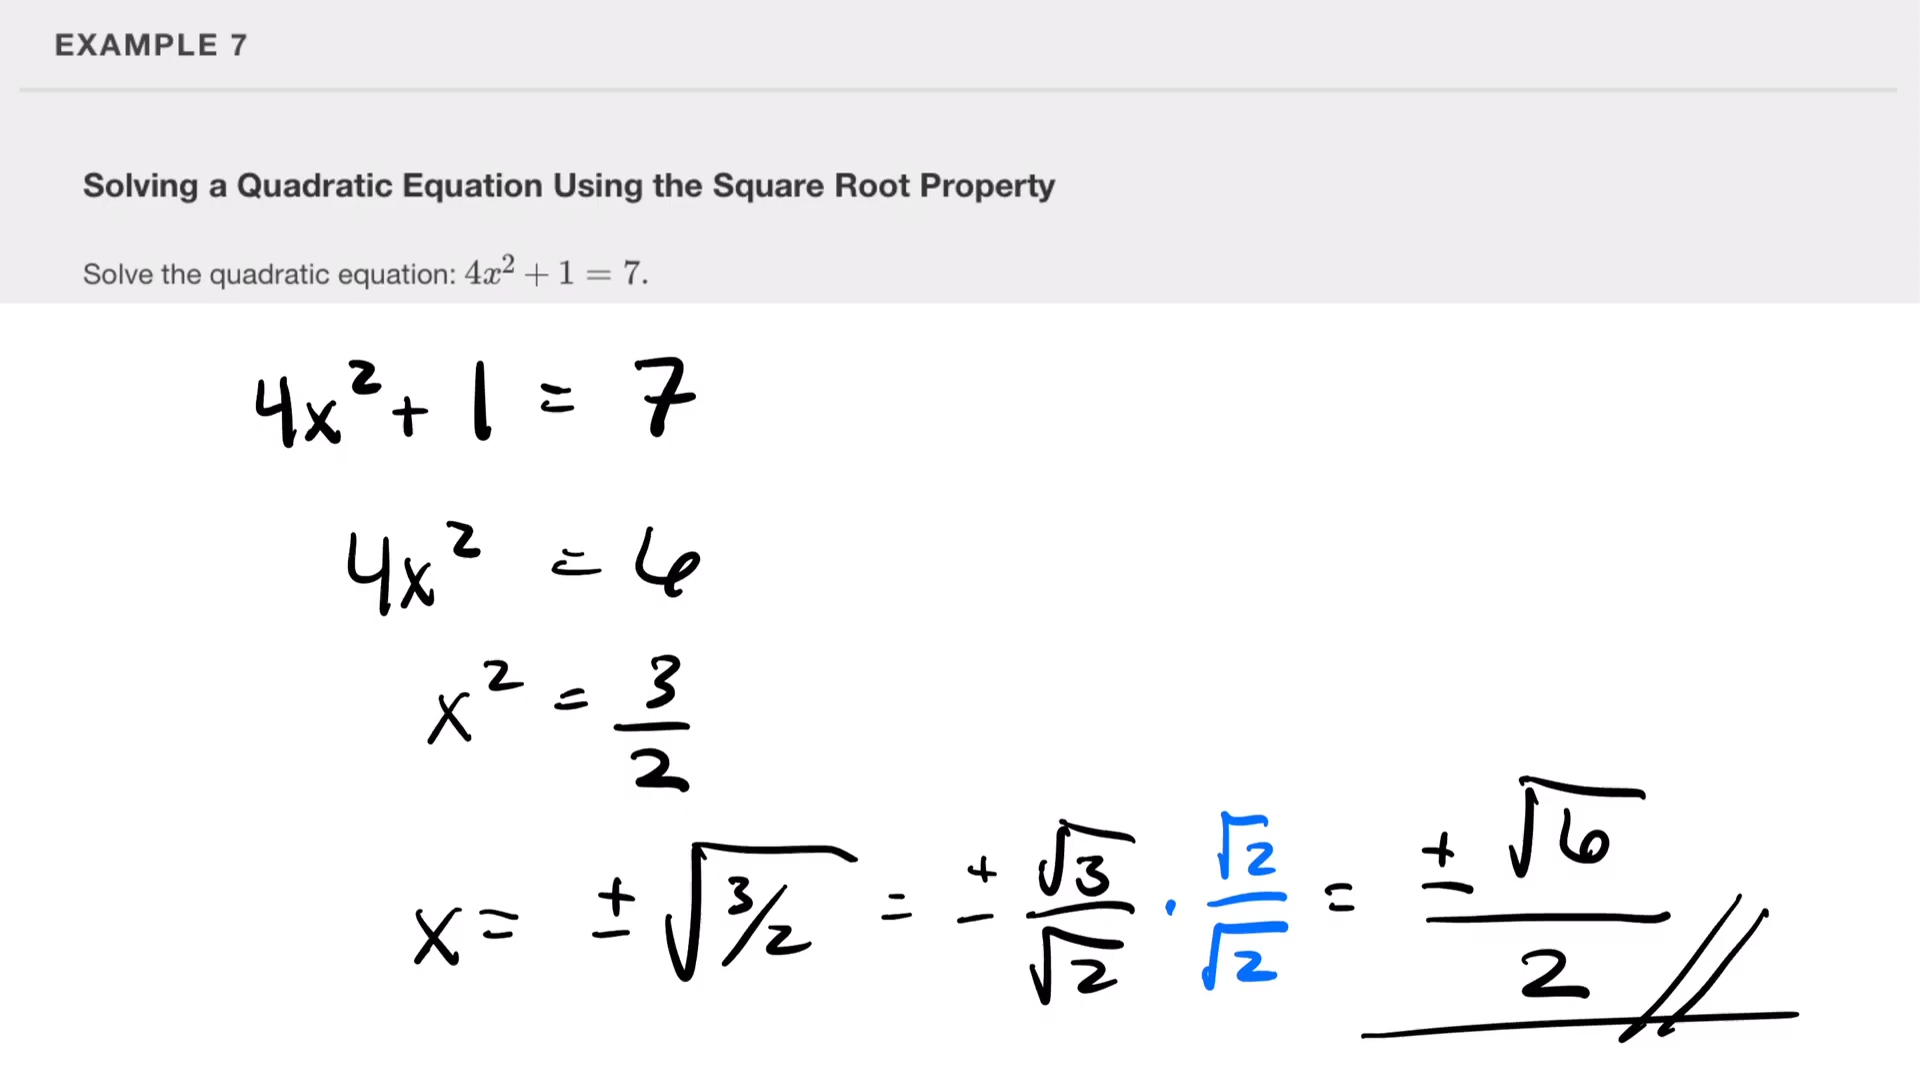 EXAMPLE 7
Solving a Quadratic Equation Using the Square Root Property
Solve the quadratic equation: 4x² + 1 = 7.
4x² + 1 = 7
4x² = 6
x² = 3/2
x = ± √(3/2) = ± √3/√2 · √2/√2 = ± √6/2